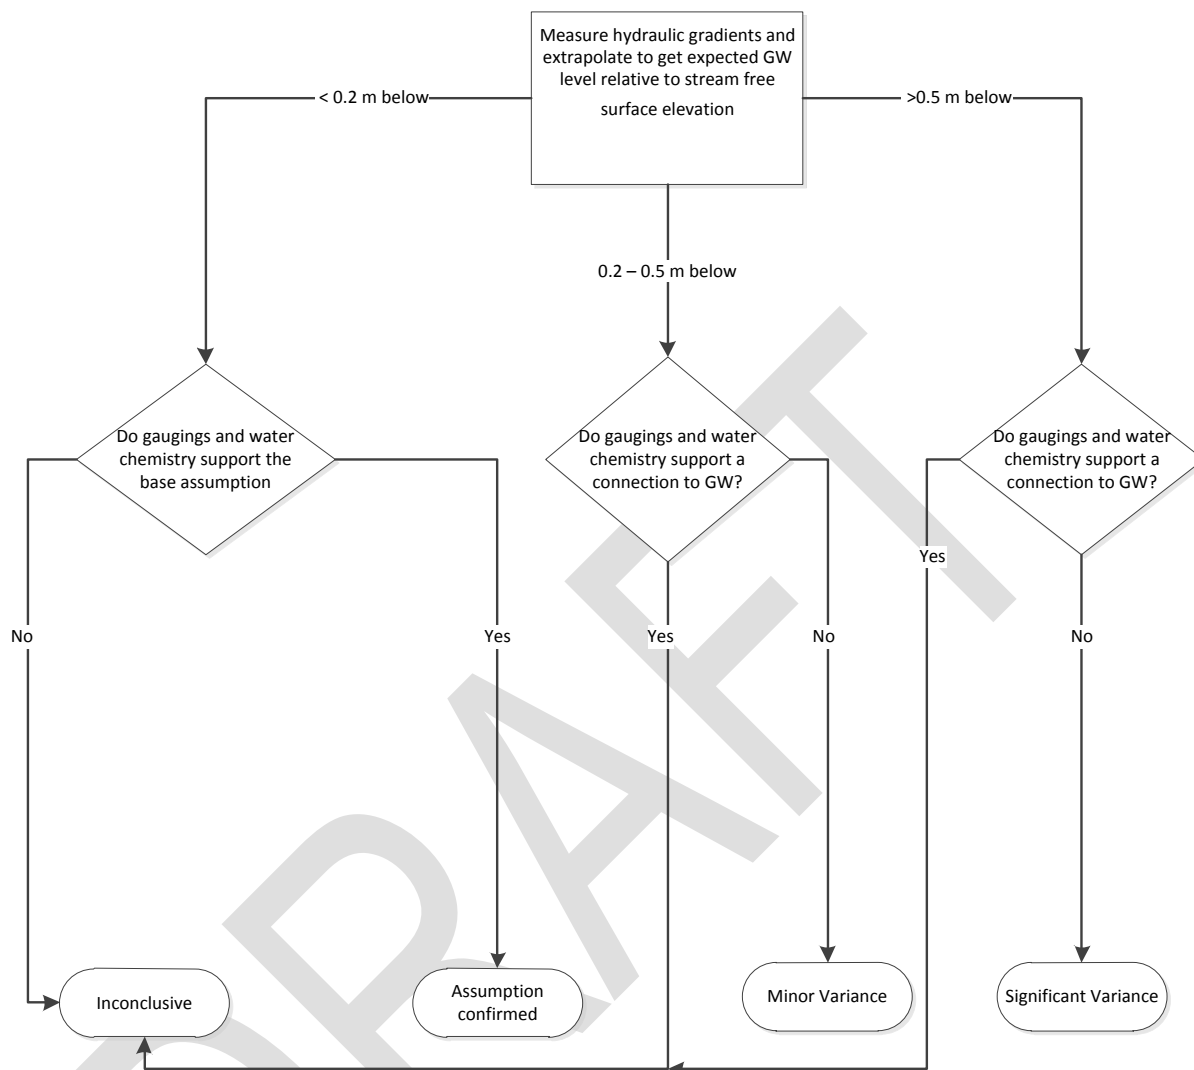 Measure hydraulic gradients and
extrapolate to get expected GW
level relative to stream free
surface elevation
< 0.2 m below
>0.5 m below
0.2 – 0.5 m below
Do gaugings and water
chemistry support the
base assumption
Do gaugings and water
chemistry support a
connection to GW?
Do gaugings and water
chemistry support a
connection to GW?
Yes
No
Yes
Yes
No
No
Inconclusive
Assumption
confirmed
Minor Variance
Significant Variance
DRAFT